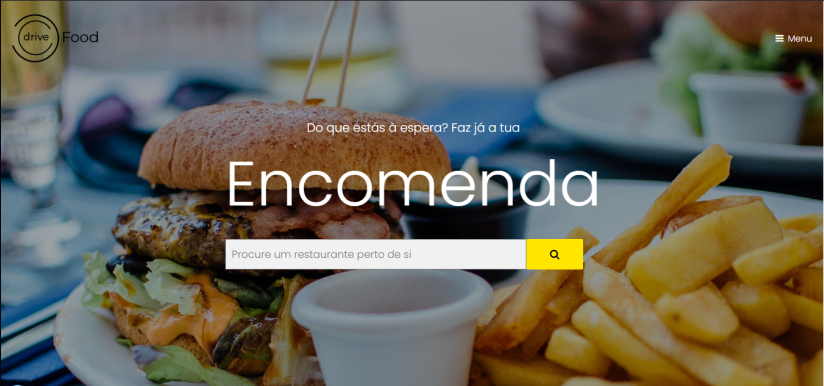 drive Food
Menu
Do que estás à espera? Faz já a tua
Encomenda
Procure um restaurante perto de si